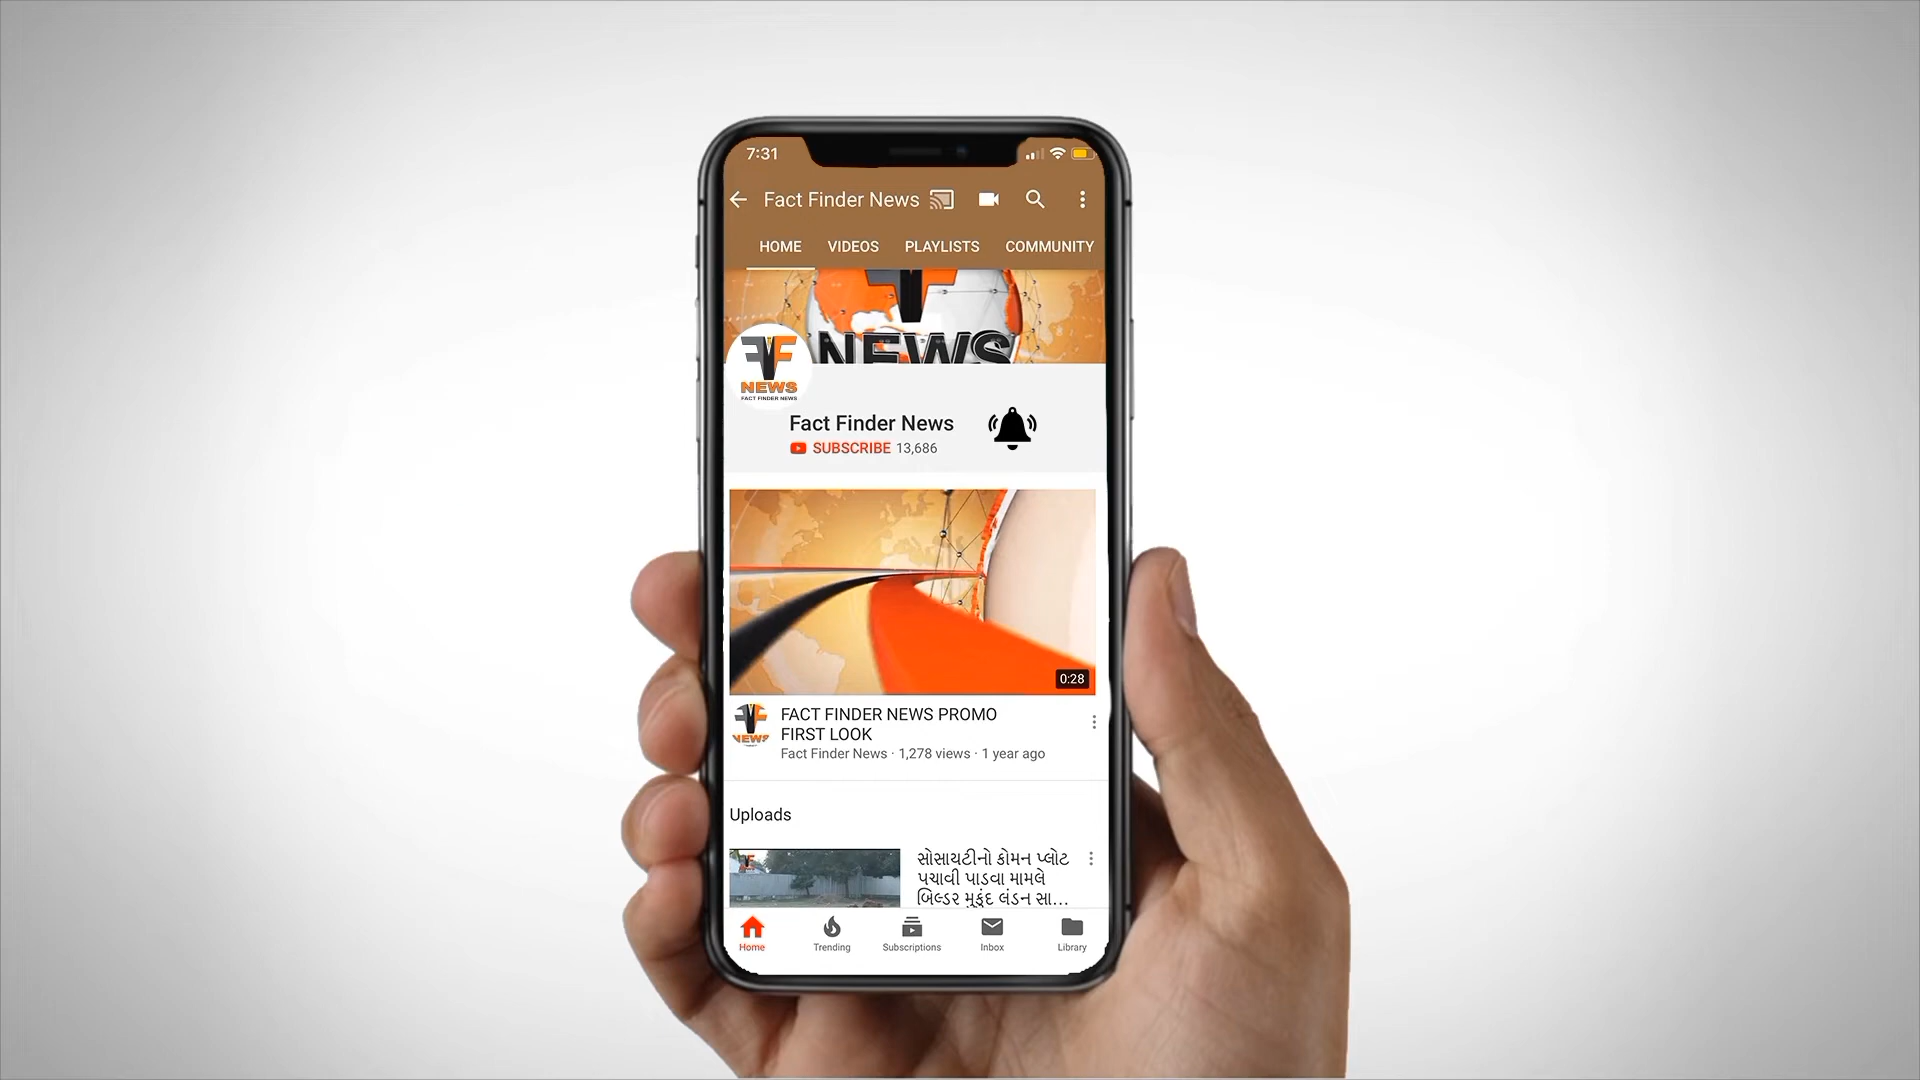 7:31
Fact Finder News
HOME VIDEOS PLAYLISTS COMMUNITY
NEWS
NEWS
FACT FINDER NEWS
Fact Finder News
SUBSCRIBE 13,686
0:28
FACT FINDER NEWS PROMO
FIRST LOOK
NEWS
Fact Finder News · 1,278 views · 1 year ago
Uploads
સોસાયટીનો કોમન પ્લોટ
પચાવી પાડવા મામલે
બિલ્ડર મુકુંદ લંડન સા...
Home Trending Subscriptions Inbox Library